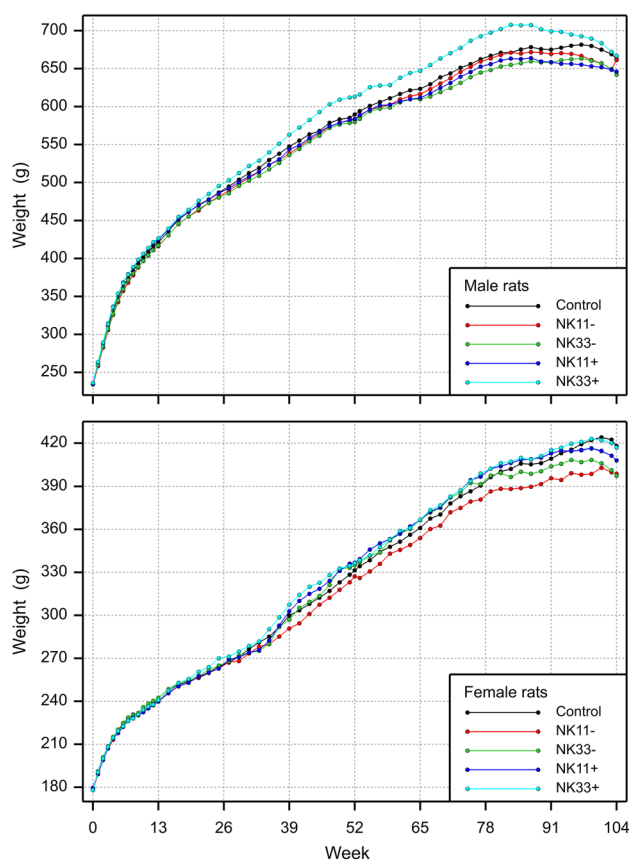 700
650
600
550
500
450
400
350
300
250
Weight (g)
Male rats
Control
NK11-
NK33-
NK11+
NK33+
420
390
360
330
300
270
240
210
180
Weight (g)
Female rats
Control
NK11-
NK33-
NK11+
NK33+
0 13 26 39 52 65 78 91 104
Week